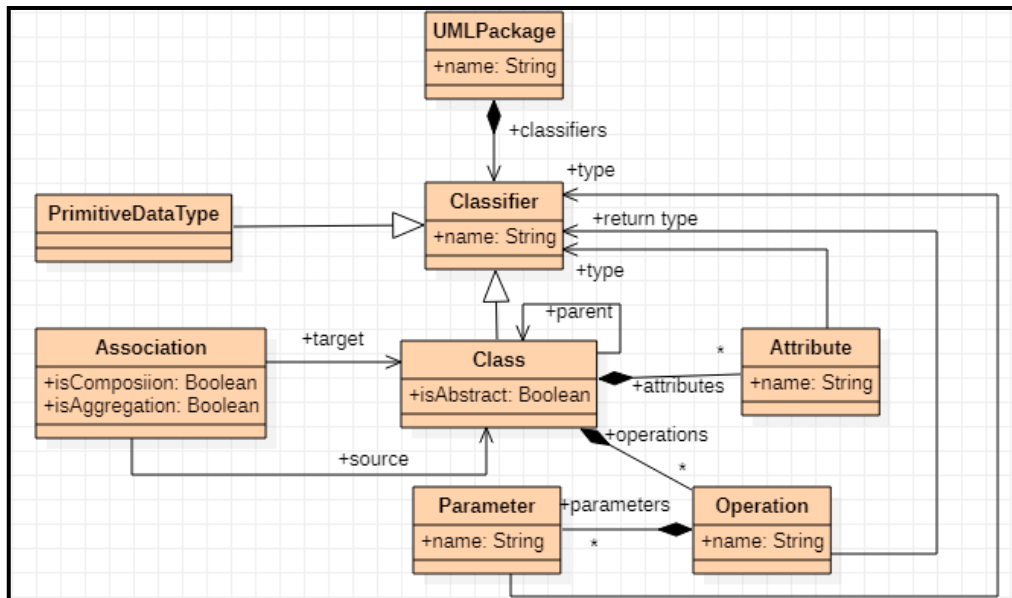 UMLPackage
+name: String
+classifiers
+type
Classifier
+name: String
PrimitiveDataType
+return type
+type
+parent
Association
+isComposiion: Boolean
+isAggregation: Boolean
+target
Class
+isAbstract: Boolean
*
+attributes
Attribute
+name: String
+operations
*
+source
Parameter
+name: String
+parameters
*
Operation
+name: String